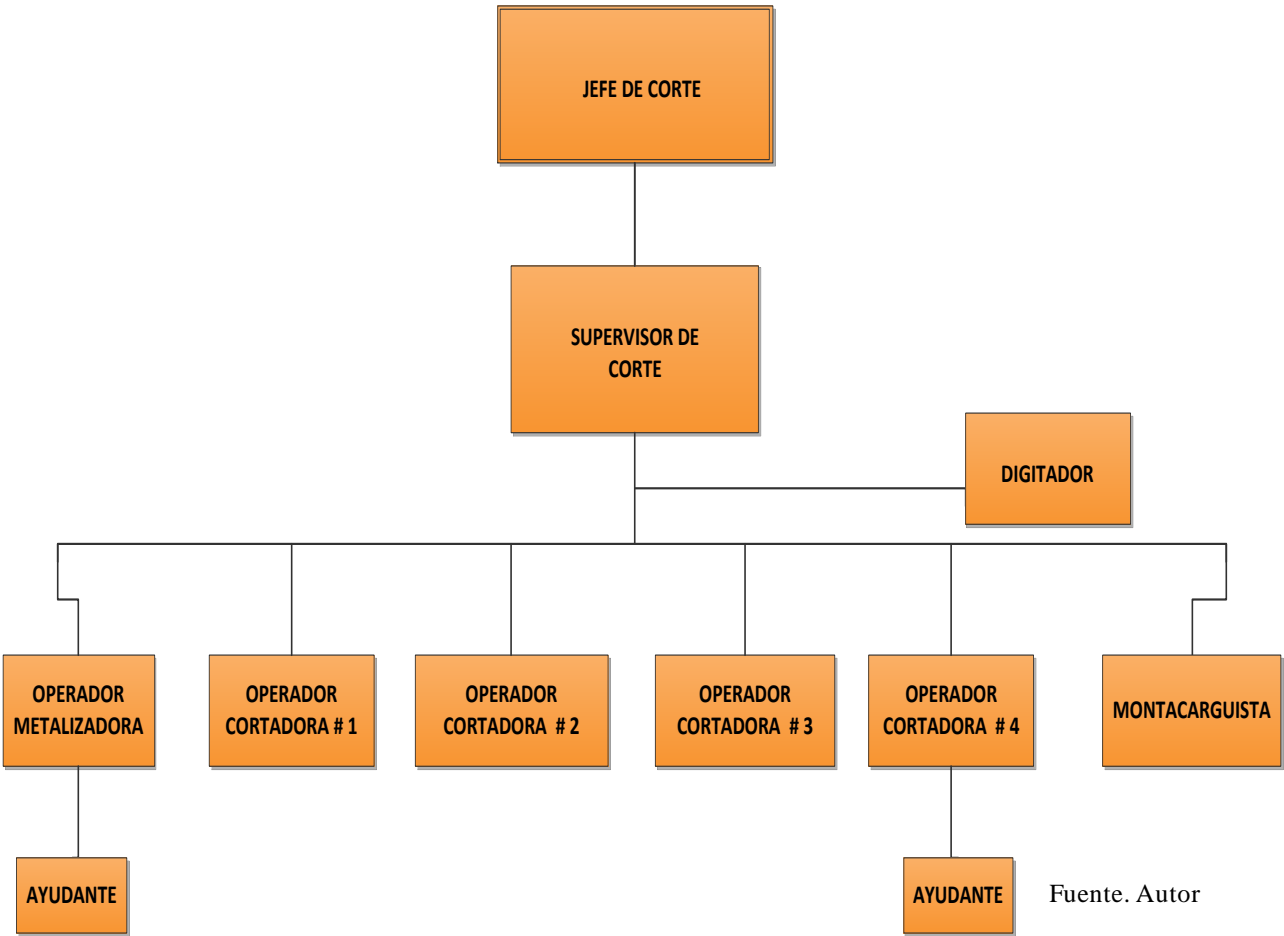 JEFE DE CORTE
SUPERVISOR DE
CORTE
DIGITADOR
OPERADOR
METALIZADORA
OPERADOR
CORTADORA # 1
OPERADOR
CORTADORA # 2
OPERADOR
CORTADORA # 3
OPERADOR
CORTADORA # 4
MONTACARGUISTA
AYUDANTE
AYUDANTE
Fuente. Autor